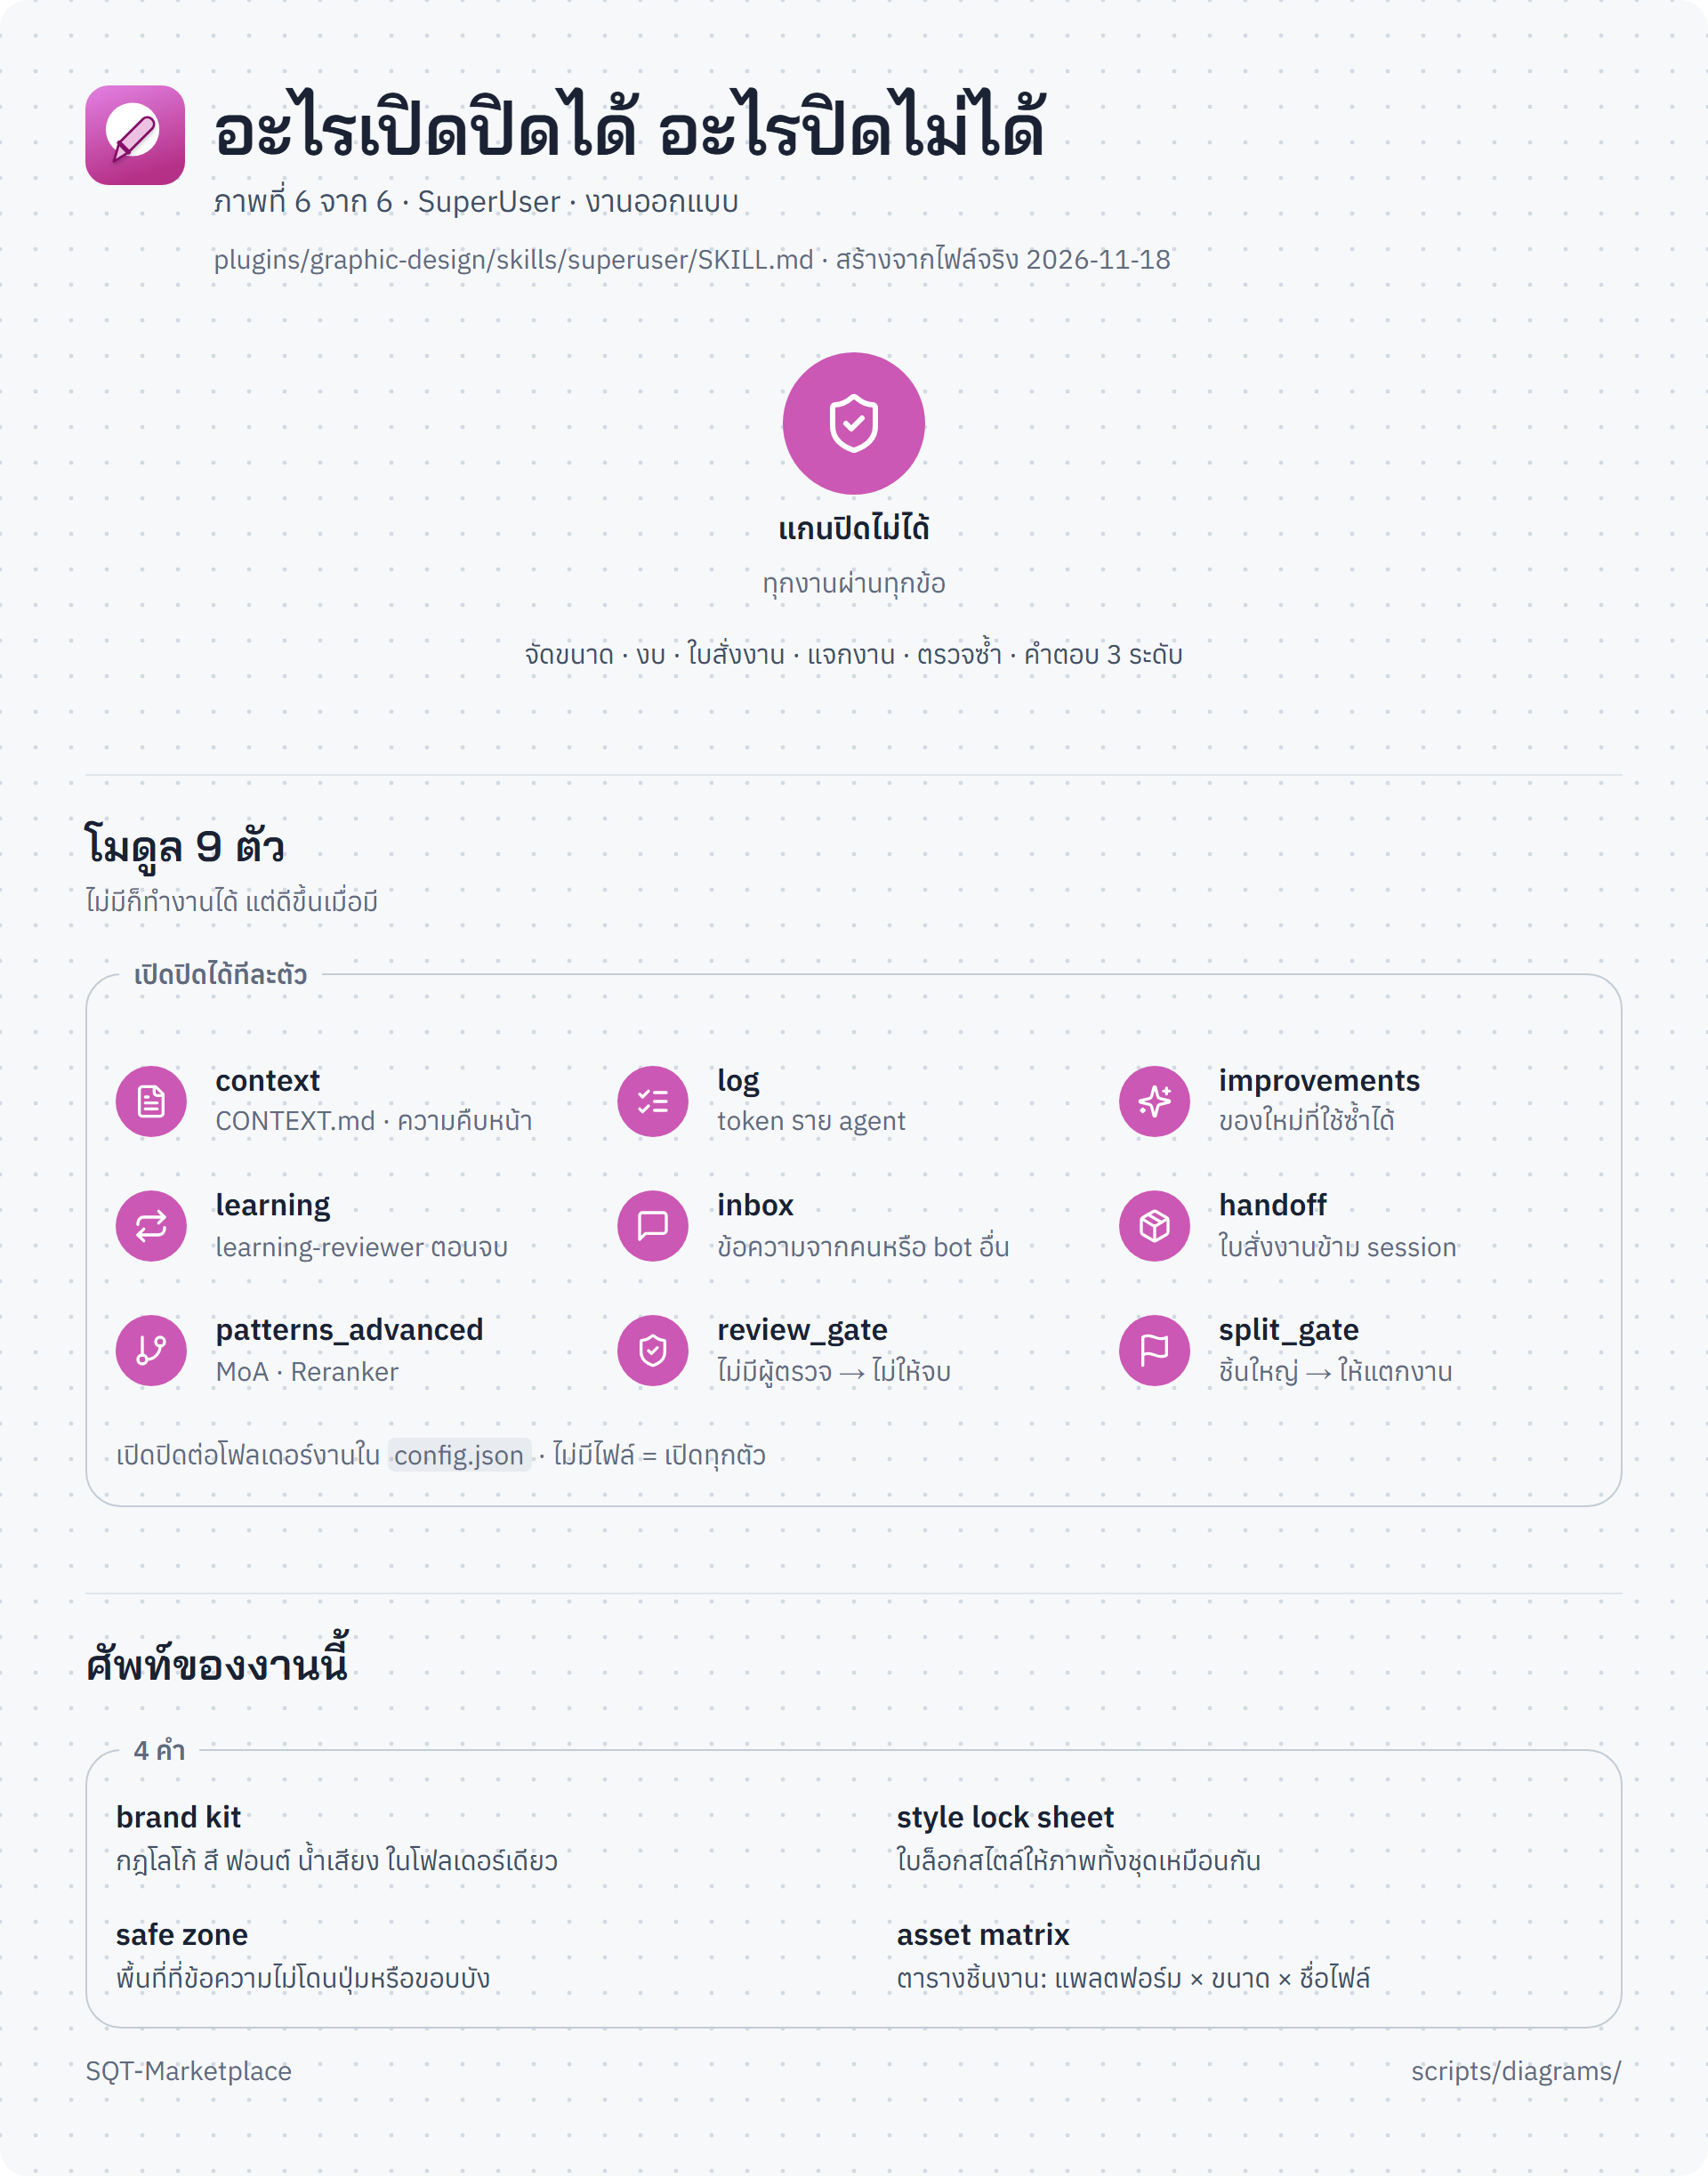 อะไรเปิดปิดได้ อะไรปิดไม่ได้
ภาพที่ 6 จาก 6 · SuperUser · งานออกแบบ
plugins/graphic-design/skills/superuser/SKILL.md · สร้างจากไฟล์จริง 2026-11-18
แกนปิดไม่ได้
ทุกงานผ่านทุกข้อ
จัดขนาด · งบ · ใบสั่งงาน · แจกงาน · ตรวจซ้ำ · คำตอบ 3 ระดับ
โมดูล 9 ตัว
ไม่มีก็ทำงานได้ แต่ดีขึ้นเมื่อมี
เปิดปิดได้ทีละตัว
context
CONTEXT.md · ความคืบหน้า
log
token ราย agent
improvements
ของใหม่ที่ใช้ซ้ำได้
learning
learning-reviewer ตอนจบ
inbox
ข้อความจากคนหรือ bot อื่น
handoff
ใบสั่งงานข้าม session
patterns_advanced
MoA · Reranker
review_gate
ไม่มีผู้ตรวจ → ไม่ให้จบ
split_gate
ชิ้นใหญ่ → ให้แตกงาน
เปิดปิดต่อโฟลเดอร์งานใน config.json · ไม่มีไฟล์ = เปิดทุกตัว
ศัพท์ของงานนี้
4 คำ
brand kit
กฎโลโก้ สี ฟอนต์ น้ำเสียง ในโฟลเดอร์เดียว
style lock sheet
ใบล็อกสไตล์ให้ภาพทั้งชุดเหมือนกัน
safe zone
พื้นที่ที่ข้อความไม่โดนปุ่มหรือขอบบัง
asset matrix
ตารางชิ้นงาน: แพลตฟอร์ม × ขนาด × ชื่อไฟล์
SQT-Marketplace
scripts/diagrams/